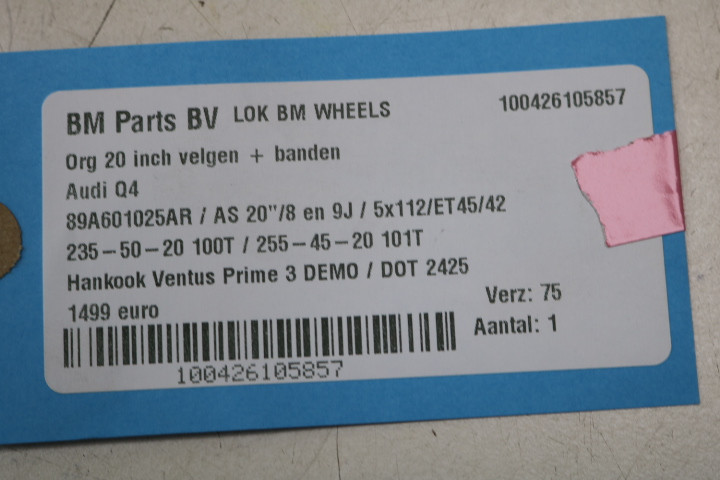 BM Parts BV LOK BM WHEELS 100426105857
Org 20 inch velgen + banden
Audi Q4
89A601025AR / AS 20"/8 en 9J / 5x112/ET45/42
235-50-20 100T / 255-45-20 101T
Hankook Ventus Prime 3 DEMO / DOT 2425
1499 euro
Verz: 75
Aantal: 1
100426105857